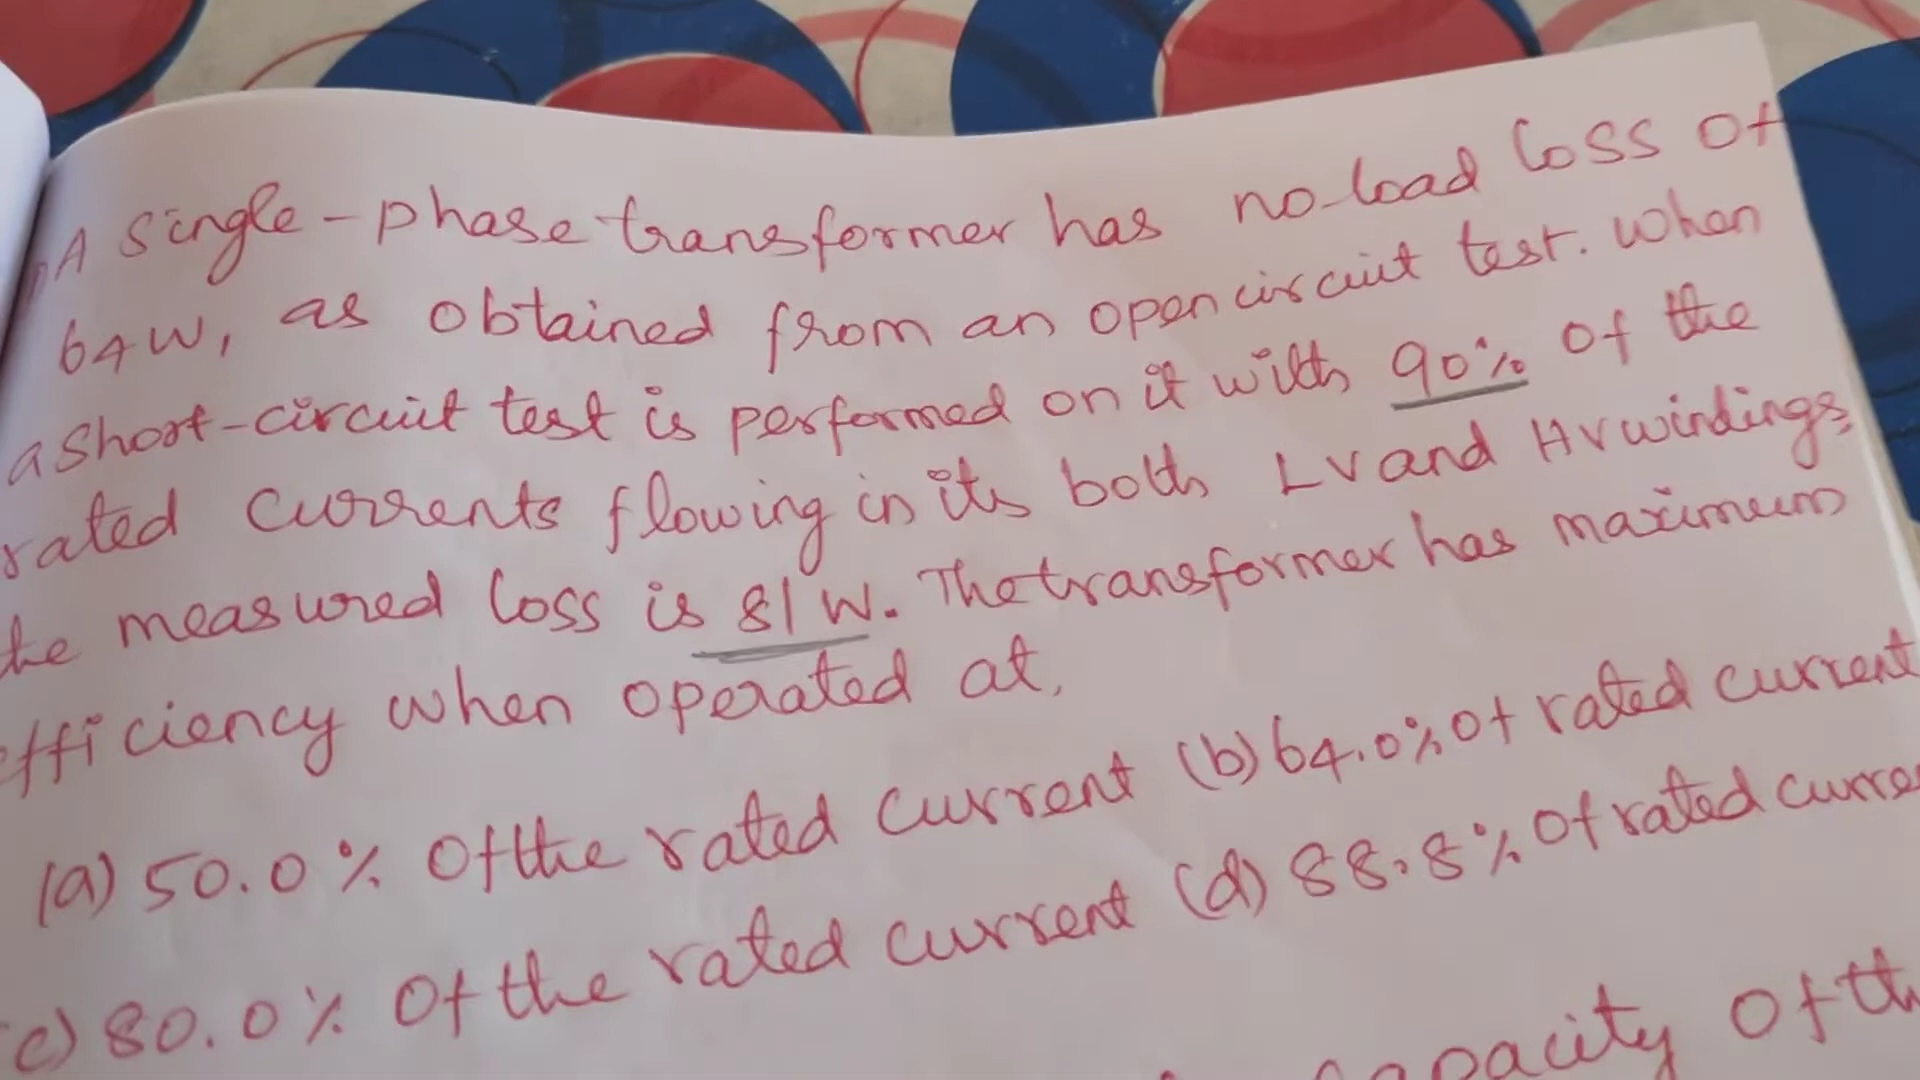 A Single-phase transformer has no-load loss of
64W, as obtained from an open circuit test. When
a Short-circuit test is performed on it with 90% of the
rated currents flowing in its both LV and HV windings,
the measured loss is 81 W. The transformer has maximum
efficiency when operated at,
(a) 50.0% Of the rated current (b) 64.0% of rated current
(c) 80.0% Of the rated current (d) 88.8% Of rated curre
capacity of th